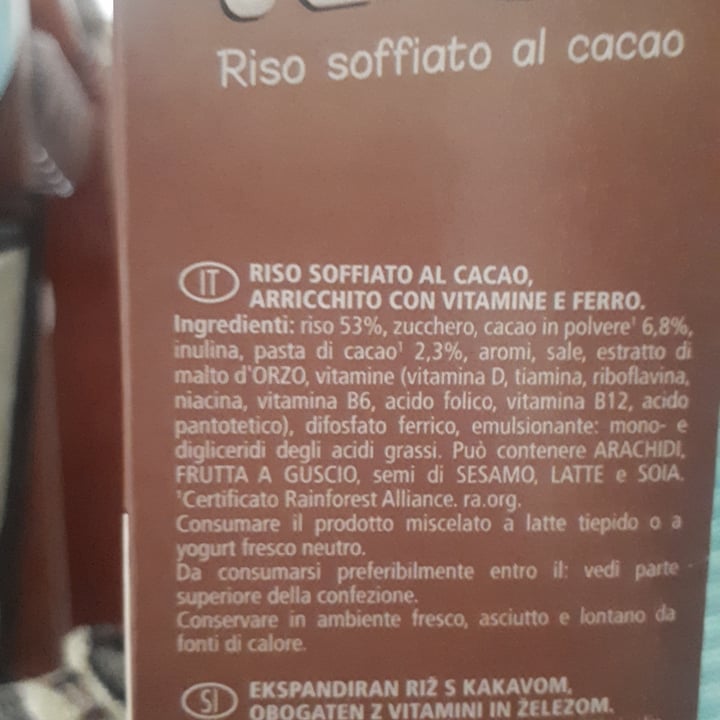 Riso soffiato al cacao
IT RISO SOFFIATO AL CACAO,
ARRICCHITO CON VITAMINE E FERRO.
Ingredienti: riso 53%, zucchero, cacao in polvere¹ 6,8%,
inulina, pasta di cacao¹ 2,3%, aromi, sale, estratto di
malto d'ORZO, vitamine (vitamina D, tiamina, riboflavina,
niacina, vitamina B6, acido folico, vitamina B12, acido
pantotetico), difosfato ferrico, emulsionante: mono- e
digliceridi degli acidi grassi. Può contenere ARACHIDI,
FRUTTA A GUSCIO, semi di SESAMO, LATTE e SOIA.
¹Certificato Rainforest Alliance. ra.org.
Consumare il prodotto miscelato a latte tiepido o a
yogurt fresco neutro.
Da consumarsi preferibilmente entro il: vedi parte
superiore della confezione.
Conservare in ambiente fresco, asciutto e lontano da
fonti di calore.
SI EKSPANDIRAN RIŽ S KAKAVOM,
OBOGATEN Z VITAMINI IN ŽELEZOM.